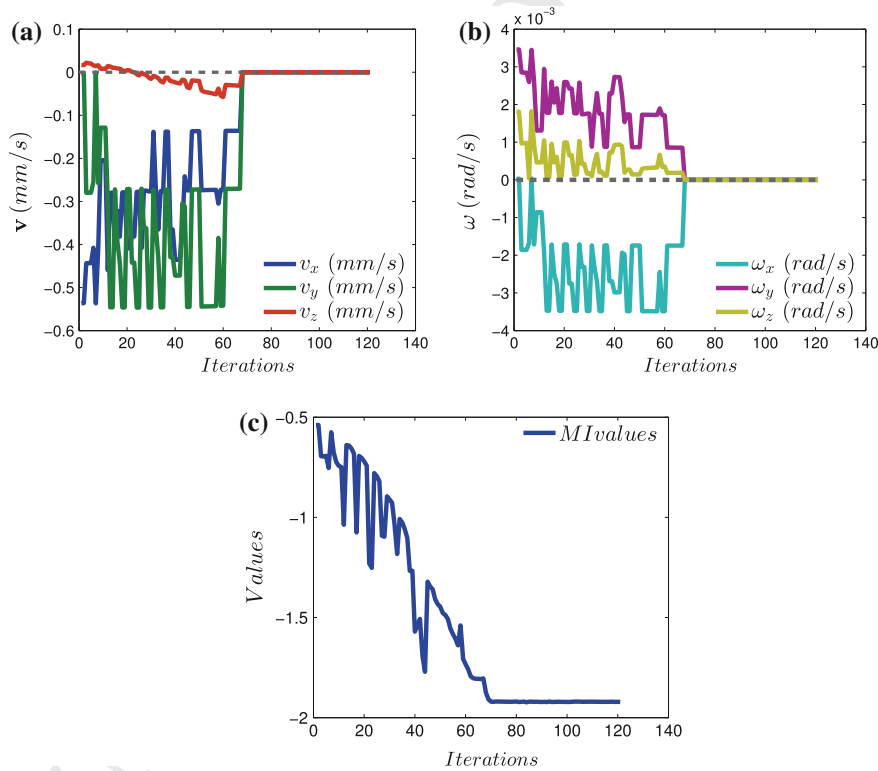 (a)
0.1
0
−0.1
−0.2
−0.3
−0.4
−0.5
−0.6
v (mm/s)
v_x (mm/s)
v_y (mm/s)
v_z (mm/s)
0 20 40 60 80 100 120 140
Iterations
(b)
x 10^−3
4
3
2
1
0
−1
−2
−3
−4
ω (rad/s)
ω_x (rad/s)
ω_y (rad/s)
ω_z (rad/s)
0 20 40 60 80 100 120 140
Iterations
(c)
−0.5
−1
−1.5
−2
Values
MIvalues
0 20 40 60 80 100 120 140
Iterations